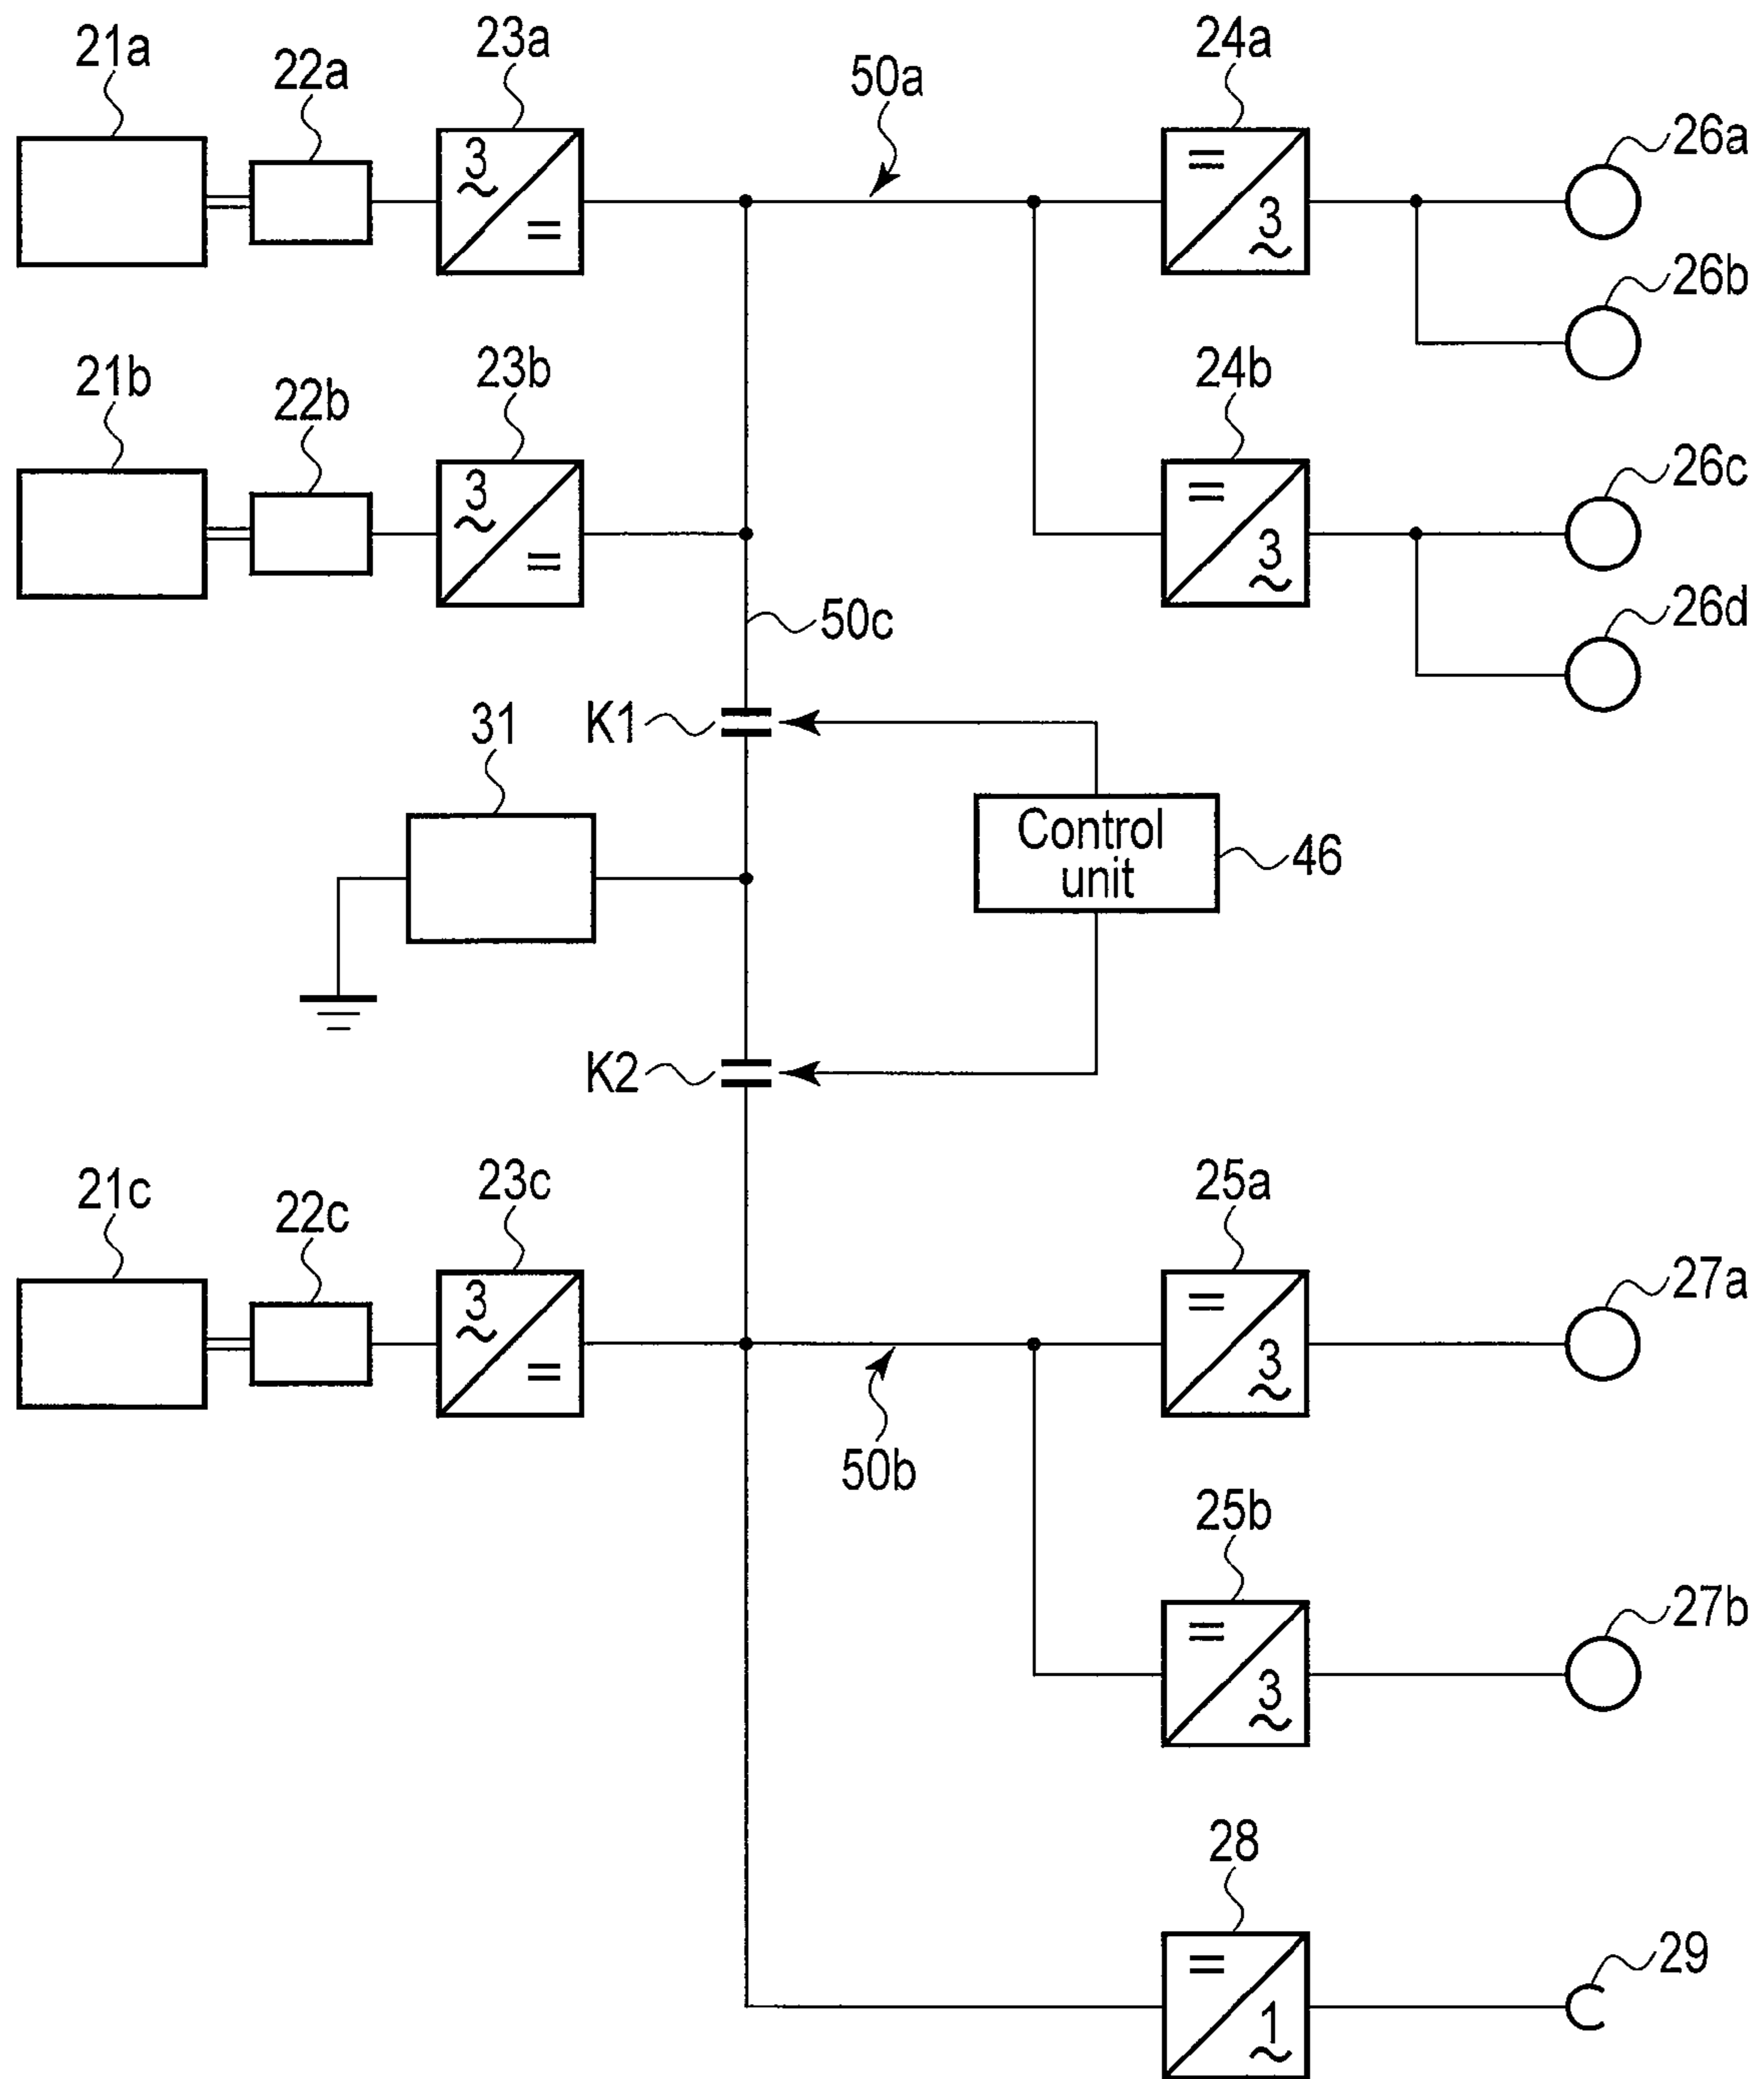 21a
22a
23a
50a
24a
26a
3
~
=
=
3
~
26b
21b
22b
23b
24b
26c
3
~
=
=
3
~
26d
50c
K1
31
Control
unit
46
K2
21c
22c
23c
25a
27a
3
~
=
=
3
~
50b
25b
27b
=
3
~
28
=
1
~
29